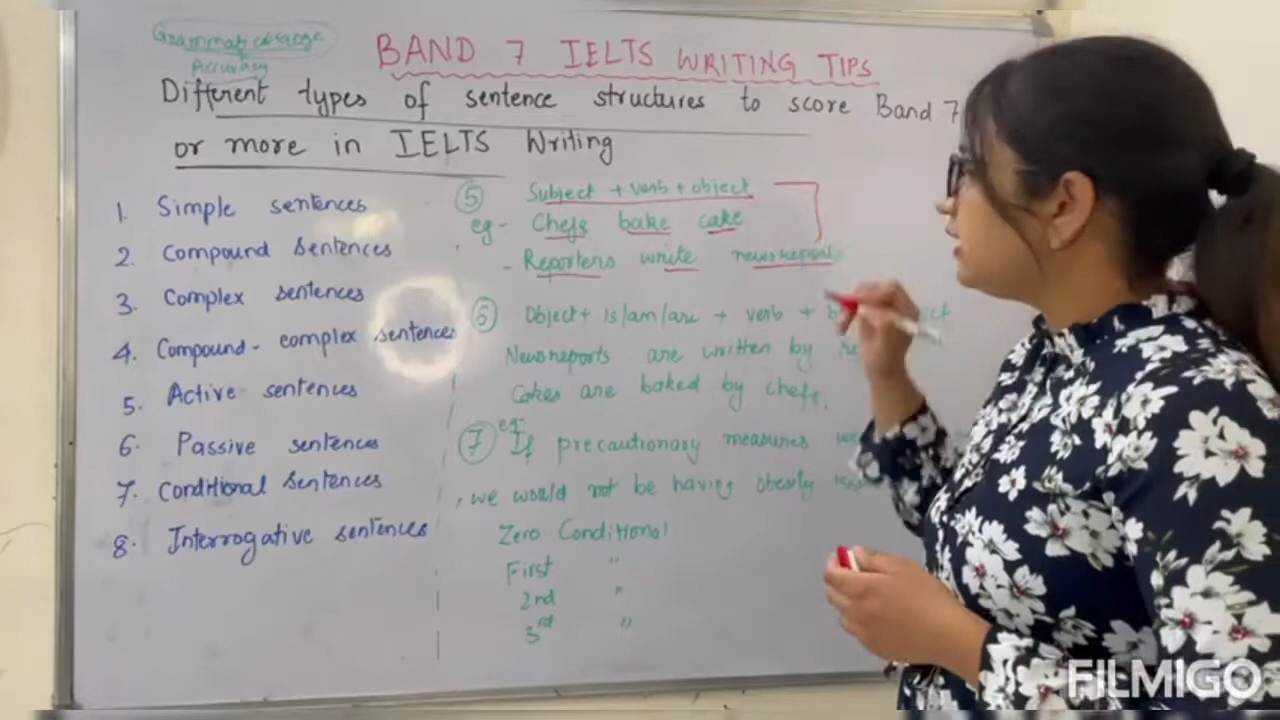 Grammatical range
Accuracy
BAND 7 IELTS WRITING TIPS
Different types of sentence structures to score Band 7
or more in IELTS Writing
1. Simple sentences
2. Compound sentences
3. Complex sentences
4. Compound-complex sentences
5. Active sentences
6. Passive sentences
7. Conditional sentences
8. Interrogative sentences
5 Subject + verb + object
eg - Chefs bake cake
- Reporters write newsreports
6 Object + is/am/are + verb +
Newsreports are written by
Cakes are baked by chefs.
7 eg If precautionary measures
, we would not be having obesity
Zero Conditional
First "
2nd "
3rd "
FILMIGO